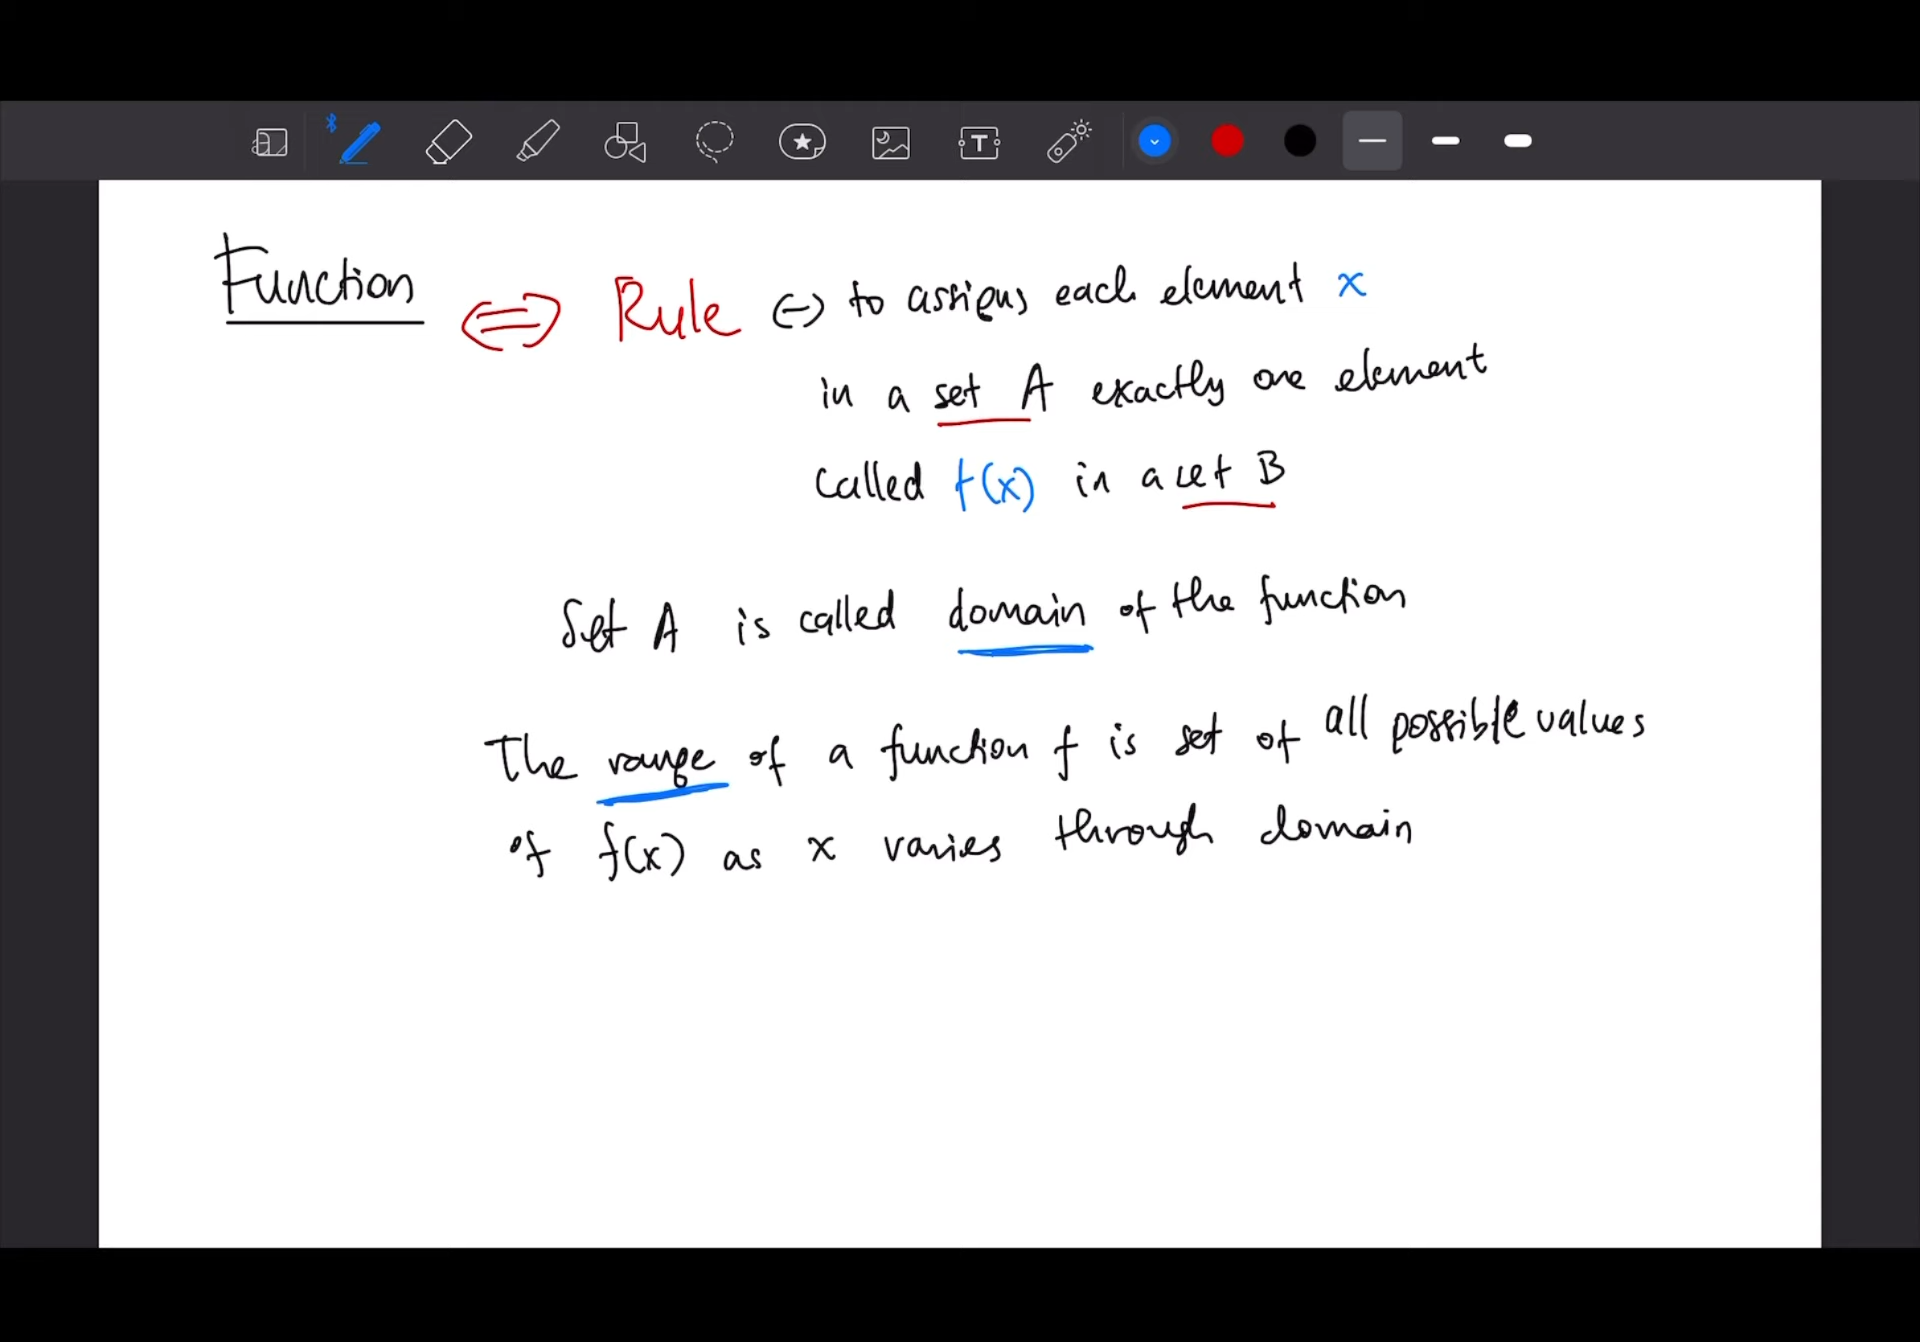 Function ⇔ Rule ↔ to assigns each element x
in a set A exactly one element
called f(x) in a set B
Set A is called domain of the function
The range of a function f is set of all possible values
of f(x) as x varies through domain